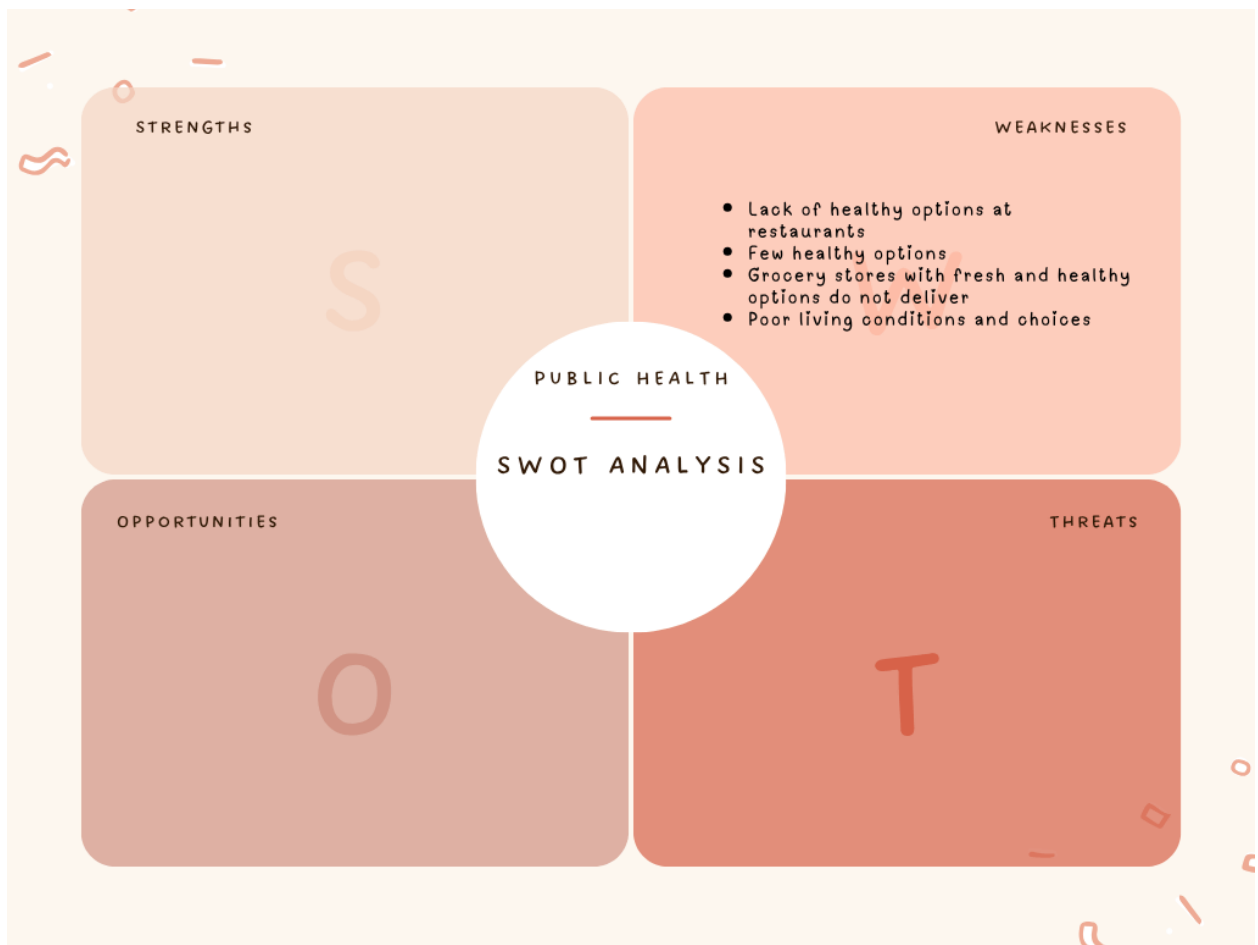 STRENGTHS
WEAKNESSES
• Lack of healthy options at
restaurants
• Few healthy options
• Grocery stores with fresh and healthy
options do not deliver
• Poor living conditions and choices
S
W
PUBLIC HEALTH
SWOT ANALYSIS
OPPORTUNITIES
THREATS
O
T